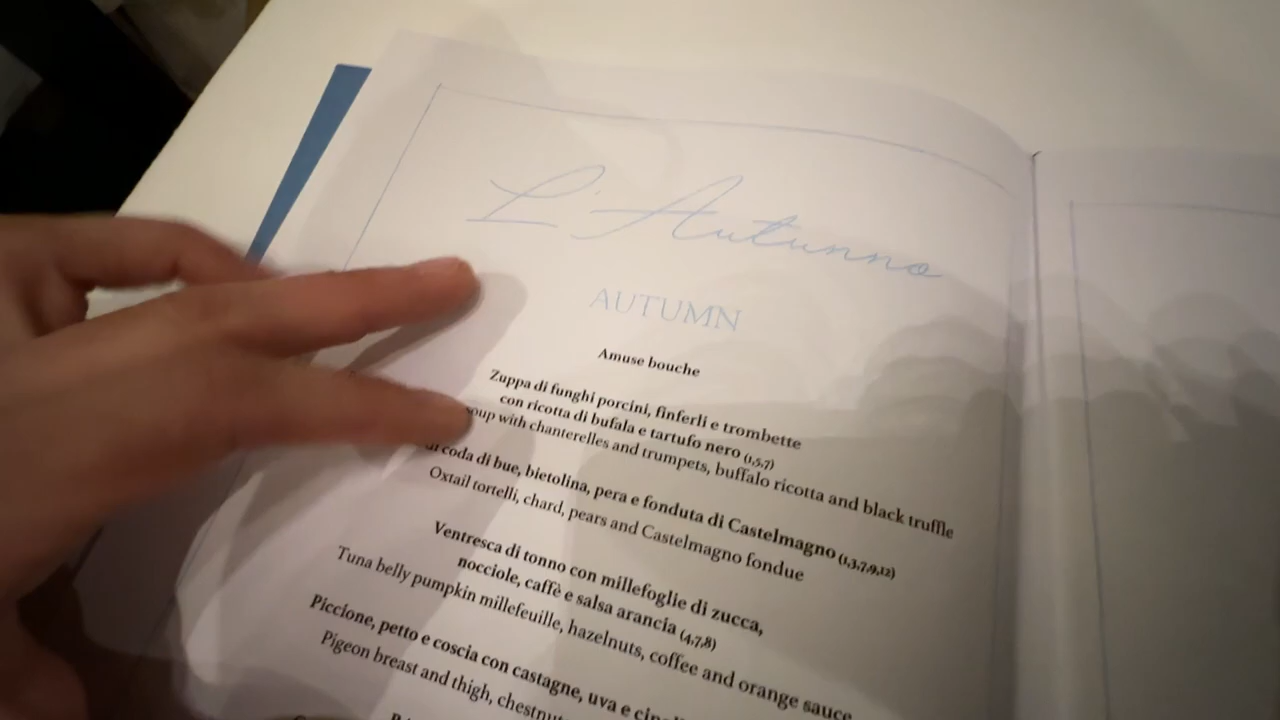 L'Autunno
AUTUMN
Amuse bouche
Zuppa di funghi porcini, finferli e trombette
con ricotta di bufala e tartufo nero (1,5,7)
soup with chanterelles and trumpets, buffalo ricotta and black truffle
di coda di bue, bietolina, pera e fonduta di Castelmagno (1,3,7,9,12)
Oxtail tortelli, chard, pears and Castelmagno fondue
Ventresca di tonno con millefoglie di zucca,
nocciole, caffè e salsa arancia (4,7,8)
Tuna belly pumpkin millefeuille, hazelnuts, coffee and orange sauce
Piccione, petto e coscia con castagne, uva e
Pigeon breast and thigh,